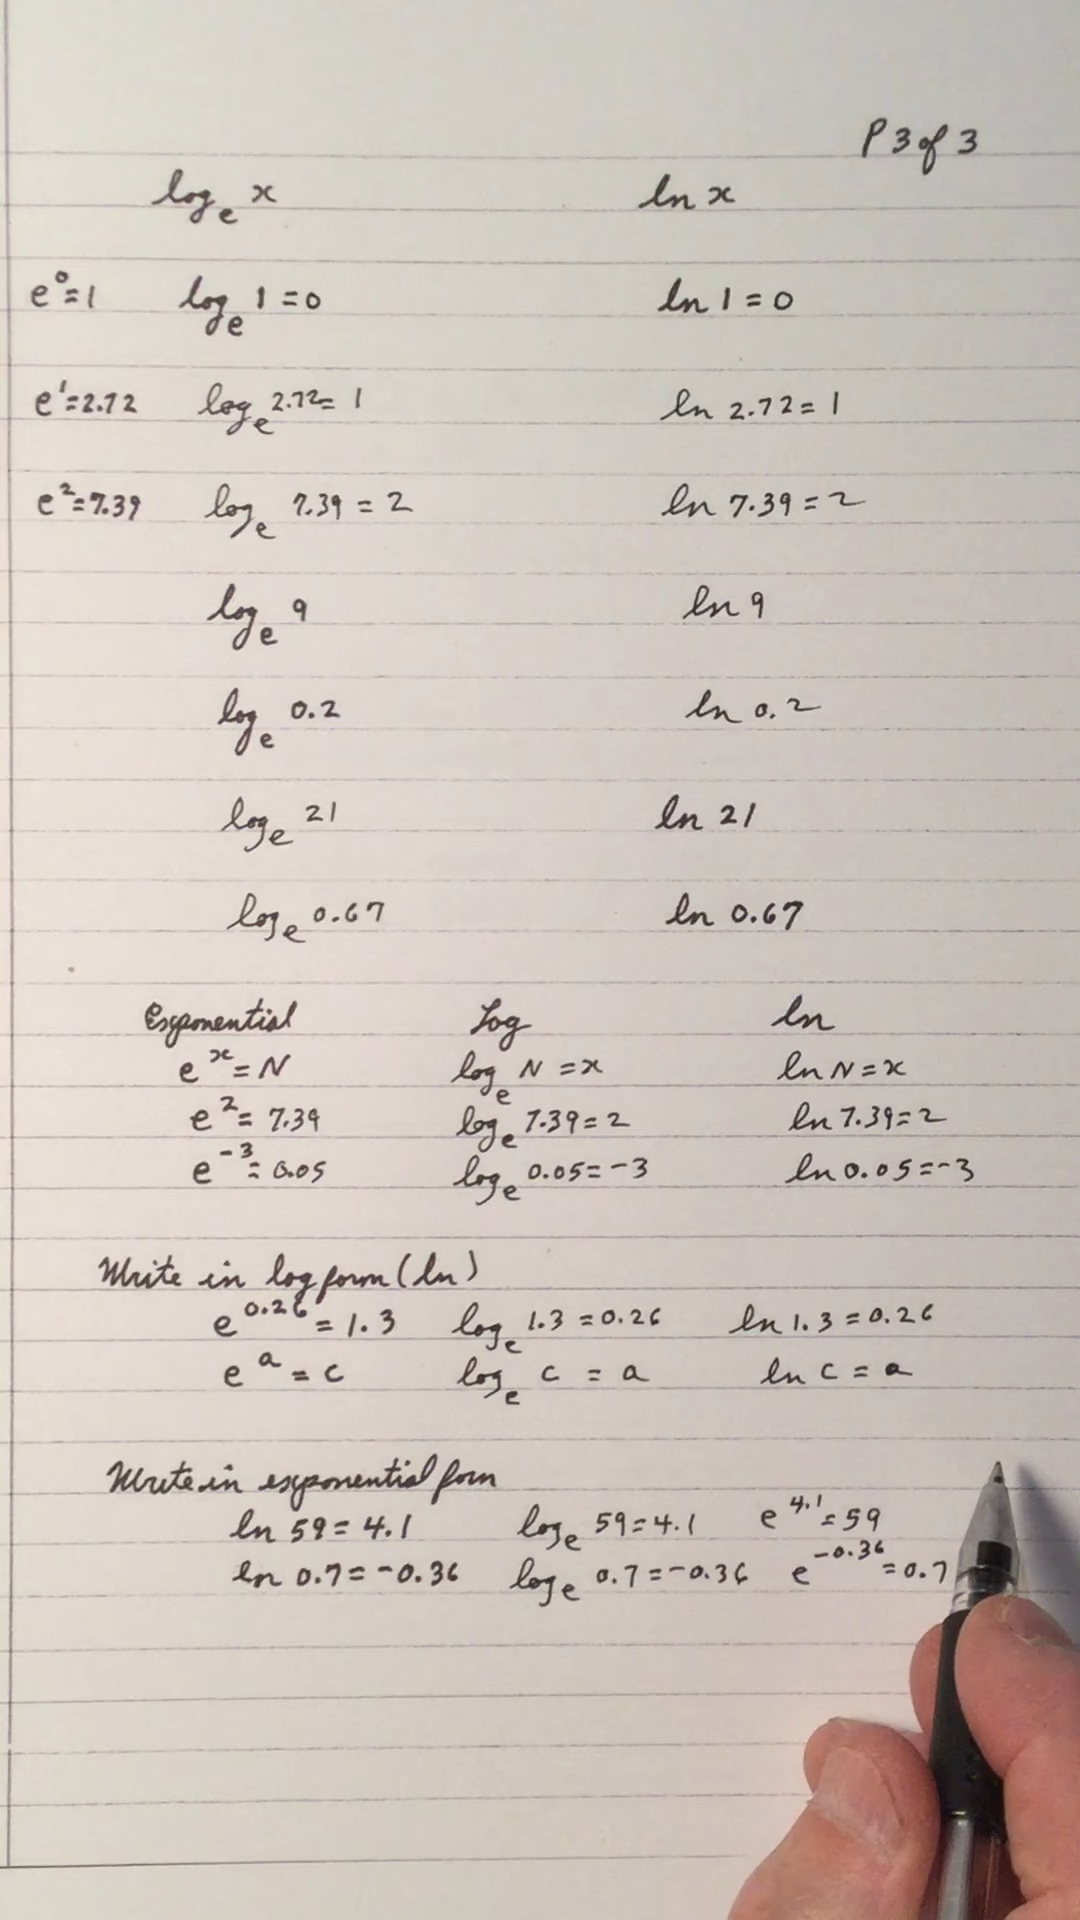 P 3 of 3
logₑ x ln x
e⁰=1 logₑ 1 = 0 ln 1 = 0
e¹=2.72 logₑ 2.72 = 1 ln 2.72 = 1
e²=7.39 logₑ 7.39 = 2 ln 7.39 = 2
logₑ 9 ln 9
logₑ 0.2 ln 0.2
logₑ 21 ln 21
logₑ 0.67 ln 0.67
Exponential Log ln
eˣ = N logₑ N = x ln N = x
e² = 7.39 logₑ 7.39 = 2 ln 7.39 = 2
e⁻³ = 0.05 logₑ 0.05 = -3 ln 0.05 = -3
Write in log form (ln)
e^0.26 = 1.3 logₑ 1.3 = 0.26 ln 1.3 = 0.26
eᵃ = c logₑ c = a ln c = a
Write in exponential form
ln 59 = 4.1 logₑ 59 = 4.1 e^4.1 = 59
ln 0.7 = -0.36 logₑ 0.7 = -0.36 e^-0.36 = 0.7